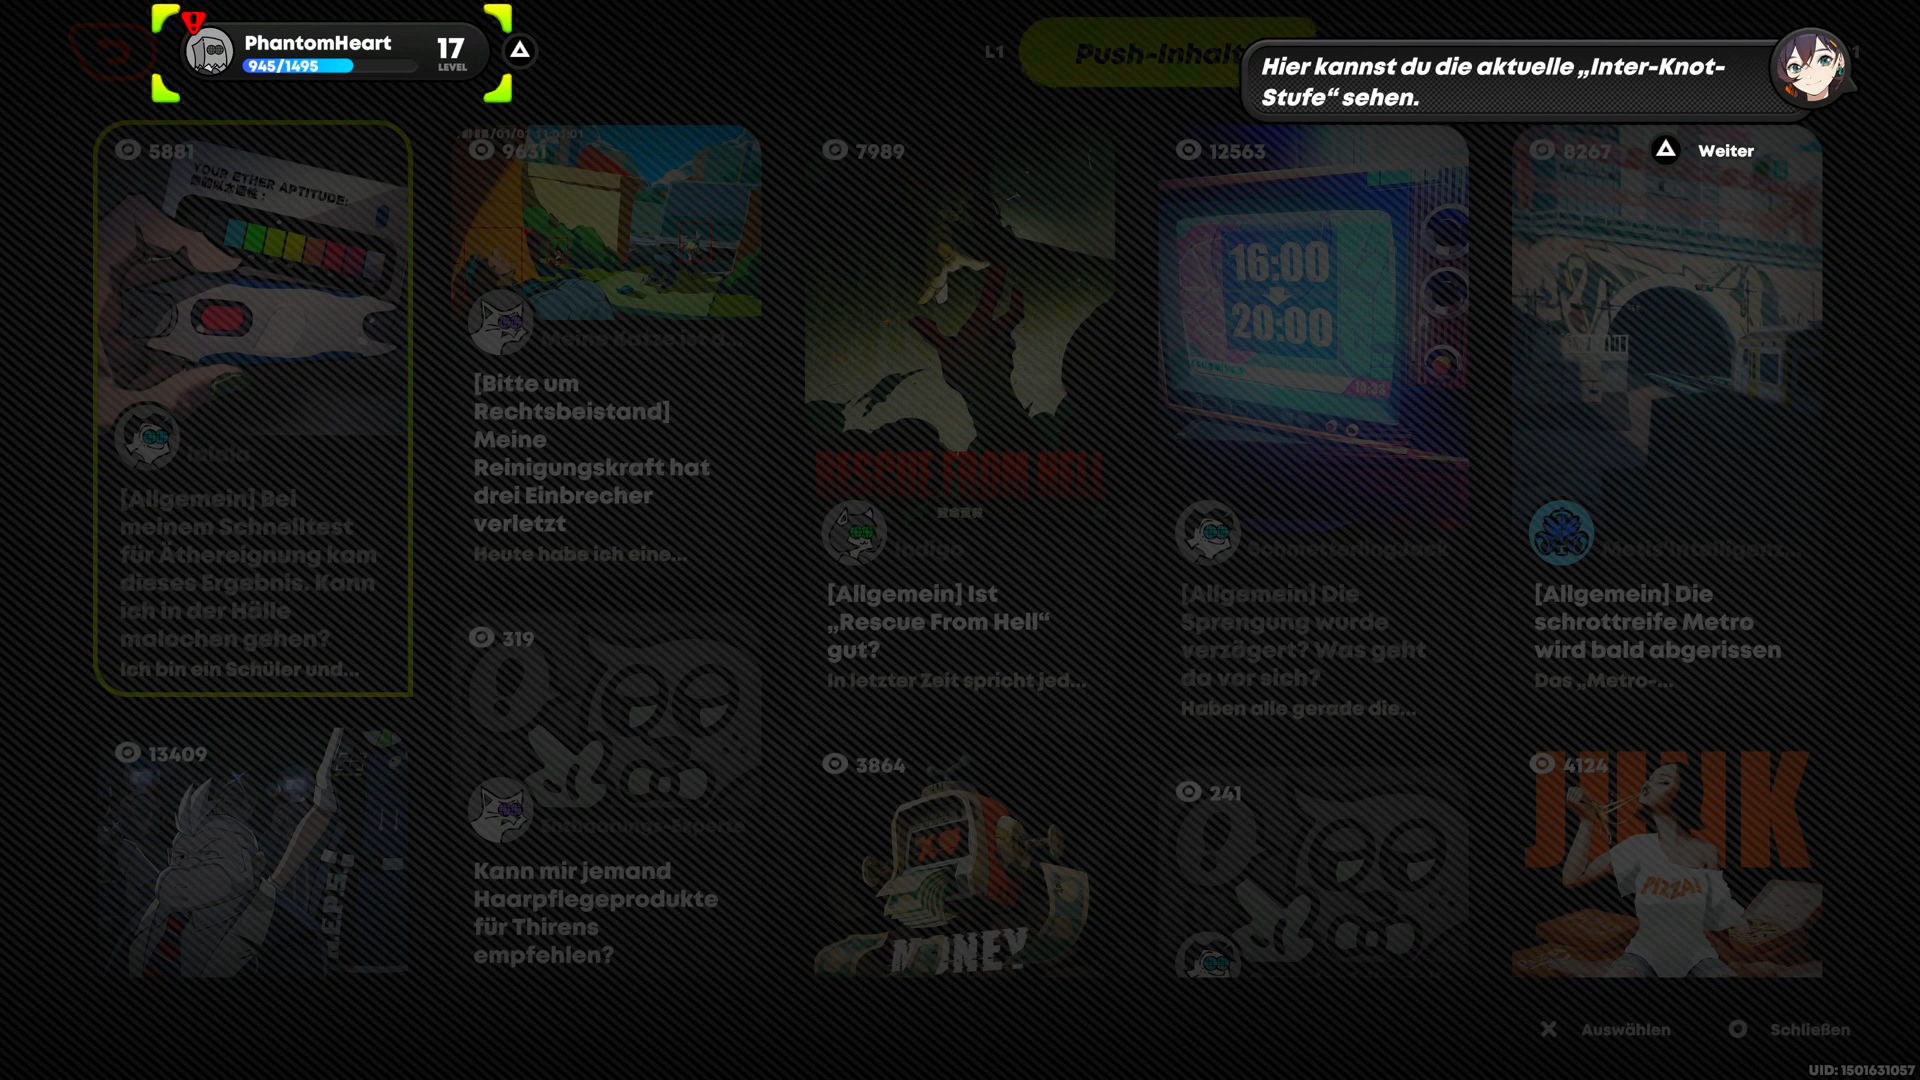 PhantomHeart
945/1495
17
LEVEL
L1
Push-Inhalt
Hier kannst du die aktuelle „Inter-Knot-
Stufe“ sehen.
Weiter
5881
YOUR ETHER APTITUDE:
[Allgemein] Bei
meinem Schnelltest
für Äthereignung kam
dieses Ergebnis. Kann
ich in der Hölle
malochen gehen?
Ich bin ein Schüler und...
13409
9631
Meine Katze ist d
[Bitte um
Rechtsbeistand]
Meine
Reinigungskraft hat
drei Einbrecher
verletzt
Heute habe ich eine...
319
Enthaarungs-Experte
Kann mir jemand
Haarpflegeprodukte
für Thirens
empfehlen?
7989
RESCUE FROM HELL
[Allgemein] Ist
„Rescue From Hell“
gut?
In letzter Zeit spricht jed...
3864
MONEY
12563
16:00
20:00
[Allgemein] Die
Sprengung wurde
verzögert? Was geht
da vor sich?
Haben alle gerade die...
241
8267
[Allgemein] Die
schrottreife Metro
wird bald abgerissen
Das „Metro-...
4124
PIZZA!
Auswählen
Schließen
UID: 1501631057